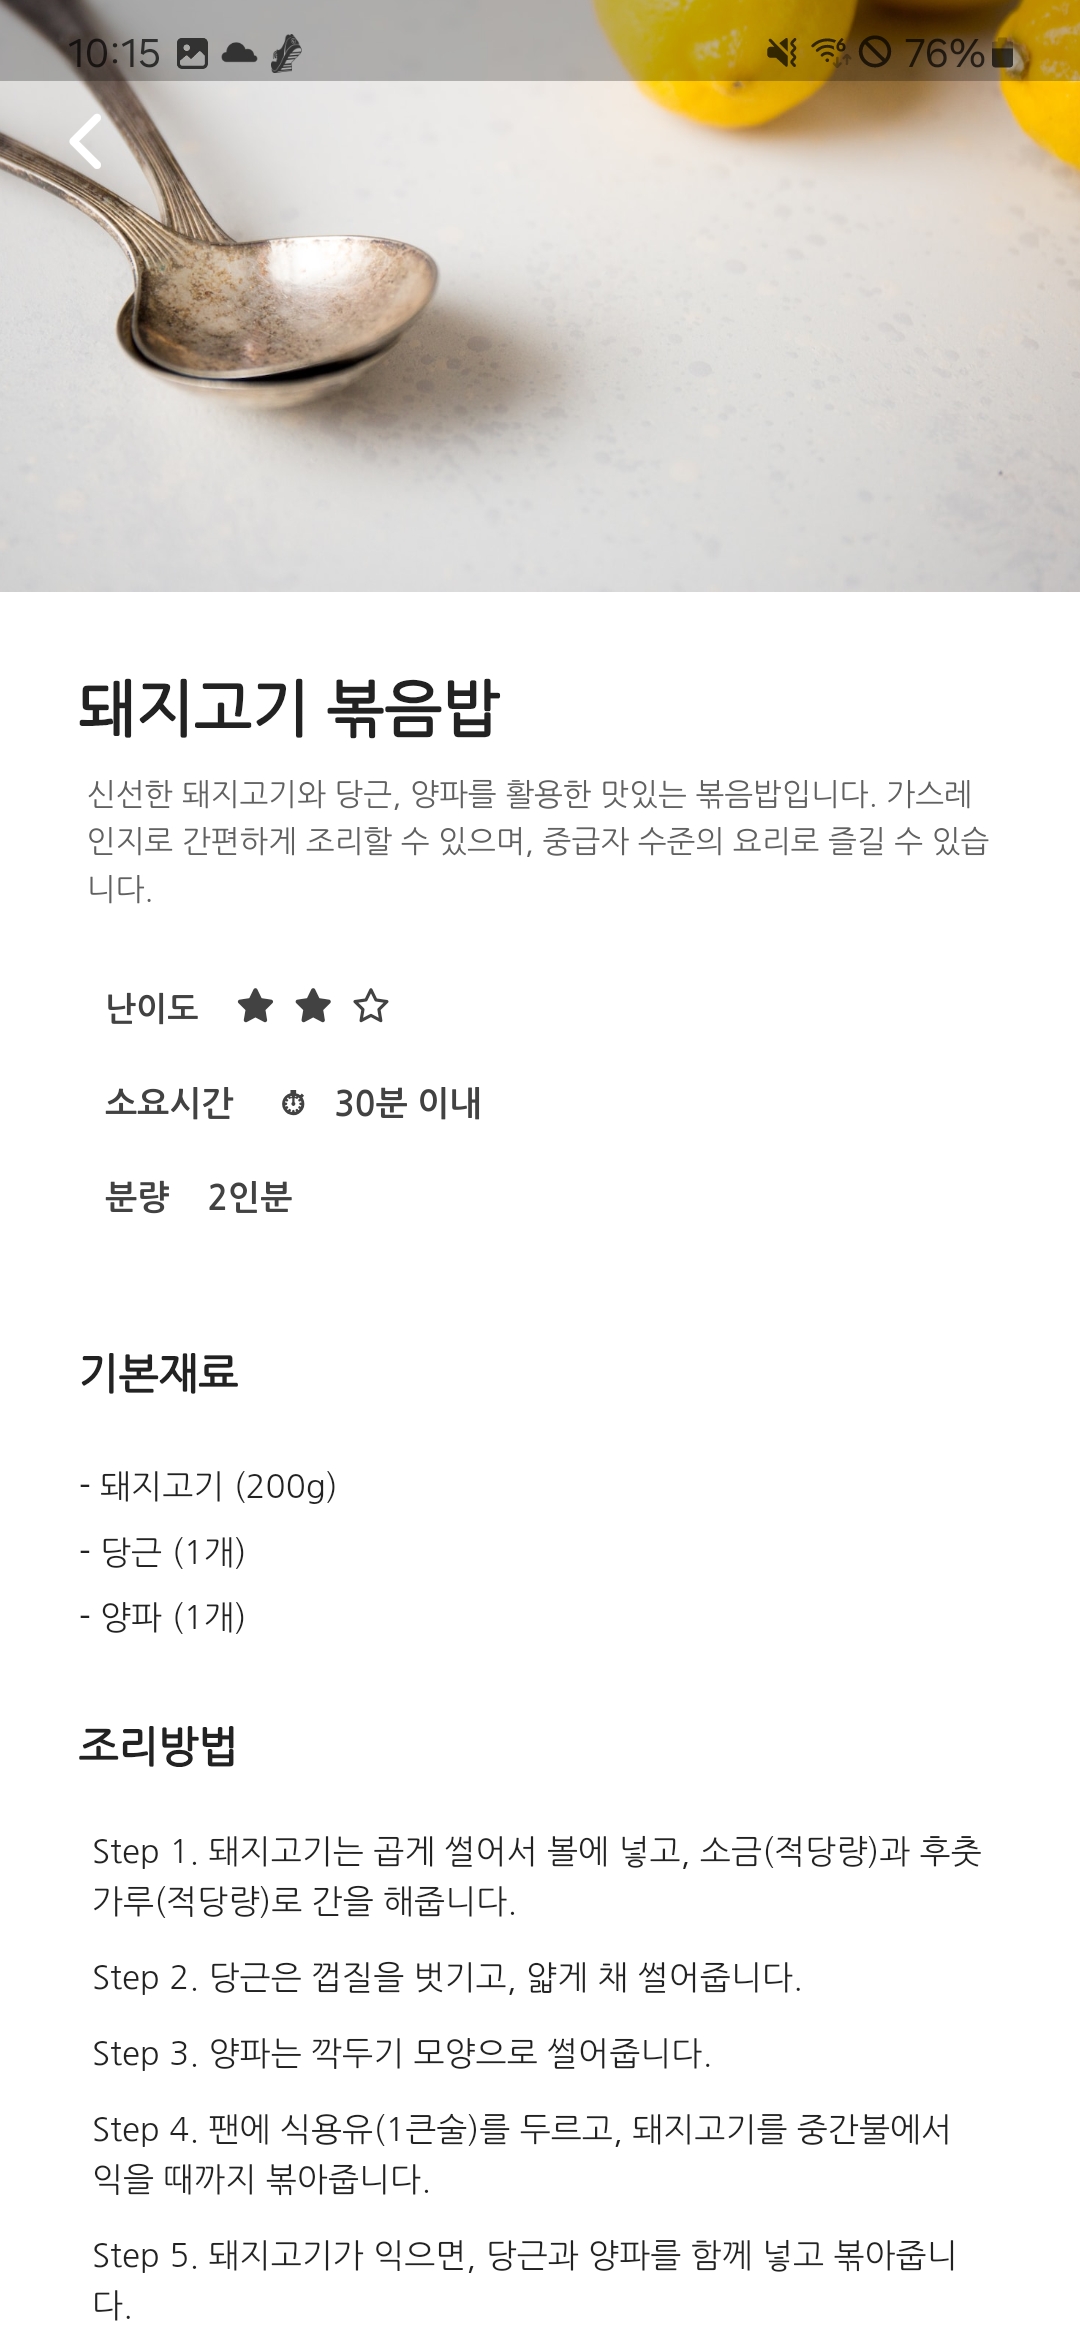 10:15
76%
돼지고기 볶음밥
신선한 돼지고기와 당근, 양파를 활용한 맛있는 볶음밥입니다. 가스레
인지로 간편하게 조리할 수 있으며, 중급자 수준의 요리로 즐길 수 있습
니다.
난이도 ★ ★ ☆
소요시간 30분 이내
분량 2인분
기본재료
- 돼지고기 (200g)
- 당근 (1개)
- 양파 (1개)
조리방법
Step 1. 돼지고기는 곱게 썰어서 볼에 넣고, 소금(적당량)과 후춧
가루(적당량)로 간을 해줍니다.
Step 2. 당근은 껍질을 벗기고, 얇게 채 썰어줍니다.
Step 3. 양파는 깍두기 모양으로 썰어줍니다.
Step 4. 팬에 식용유(1큰술)를 두르고, 돼지고기를 중간불에서
익을 때까지 볶아줍니다.
Step 5. 돼지고기가 익으면, 당근과 양파를 함께 넣고 볶아줍니
다.